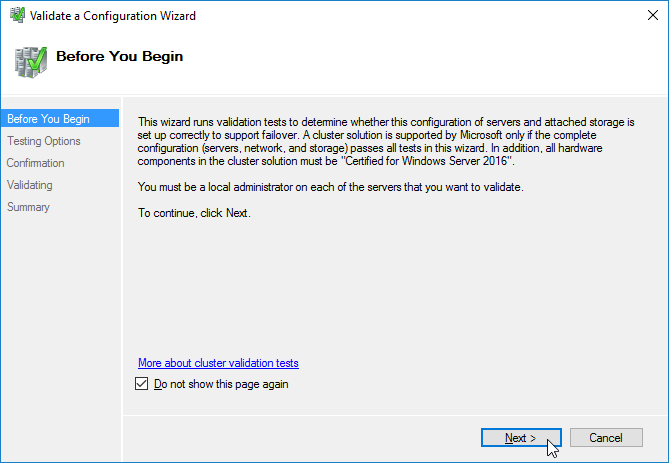 Validate a Configuration Wizard
Before You Begin
Before You Begin
Testing Options
Confirmation
Validating
Summary
This wizard runs validation tests to determine whether this configuration of servers and attached storage is
set up correctly to support failover. A cluster solution is supported by Microsoft only if the complete
configuration (servers, network, and storage) passes all tests in this wizard. In addition, all hardware
components in the cluster solution must be "Certified for Windows Server 2016".
You must be a local administrator on each of the servers that you want to validate.
To continue, click Next.
More about cluster validation tests
Do not show this page again
Next >
Cancel